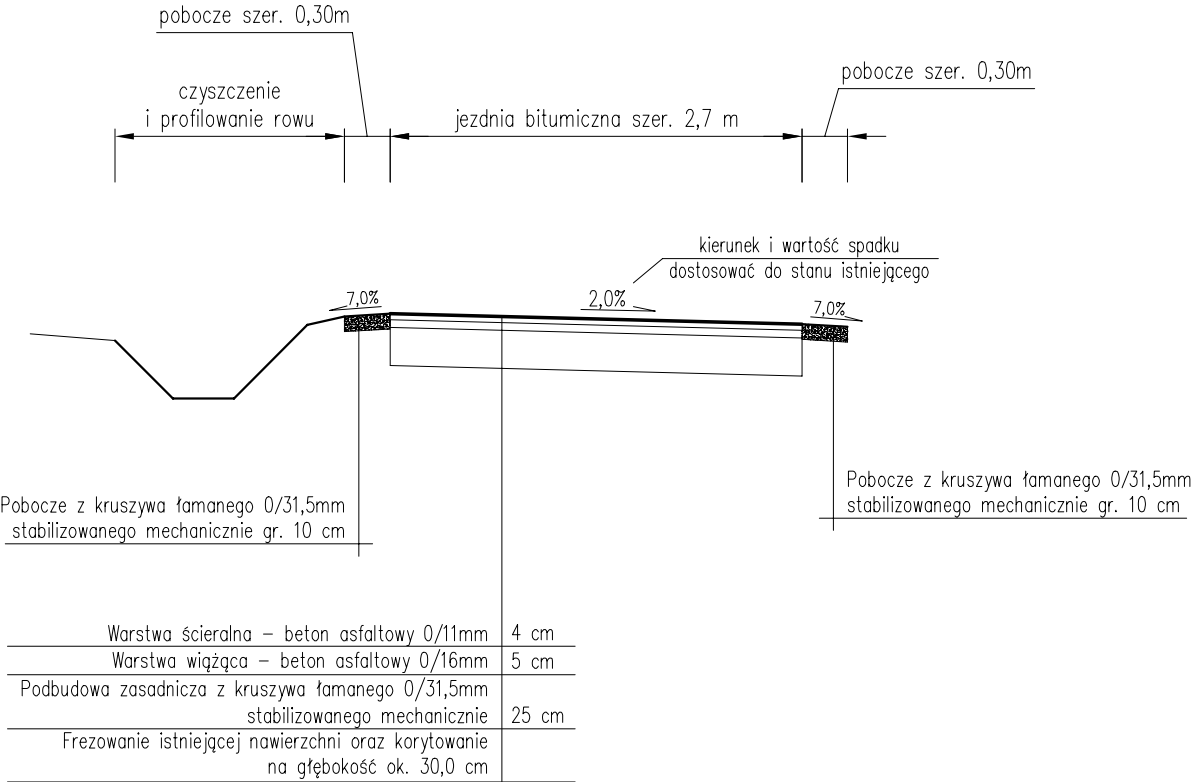 pobocze szer. 0,30m
pobocze szer. 0,30m
czyszczenie
i profilowanie rowu
jezdnia bitumiczna szer. 2,7 m
kierunek i wartość spadku
dostosować do stanu istniejącego
7,0%
2,0%
7,0%
Pobocze z kruszywa łamanego 0/31,5mm
stabilizowanego mechanicznie gr. 10 cm
Pobocze z kruszywa łamanego 0/31,5mm
stabilizowanego mechanicznie gr. 10 cm
Warstwa ścieralna – beton asfaltowy 0/11mm 4 cm
Warstwa wiążąca – beton asfaltowy 0/16mm 5 cm
Podbudowa zasadnicza z kruszywa łamanego 0/31,5mm
stabilizowanego mechanicznie 25 cm
Frezowanie istniejącej nawierzchni oraz korytowanie
na głębokość ok. 30,0 cm